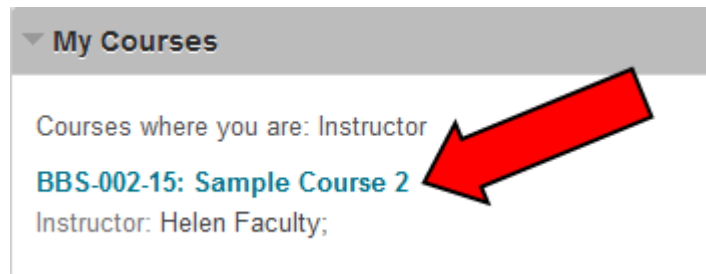 My Courses
Courses where you are: Instructor
BBS-002-15: Sample Course 2
Instructor: Helen Faculty;